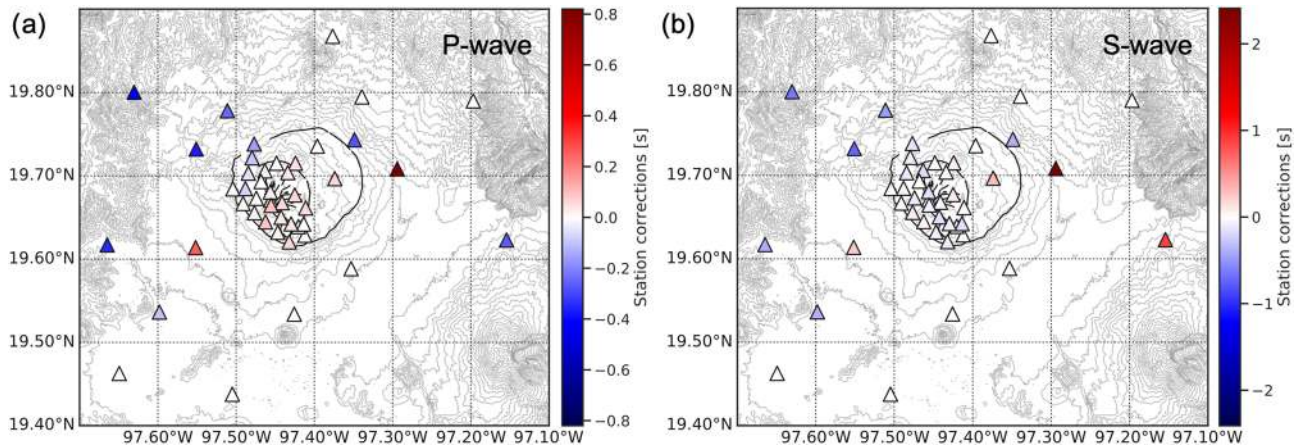 (a)
P-wave
19.80°N
19.70°N
19.60°N
19.50°N
19.40°N
97.60°W 97.50°W 97.40°W 97.30°W 97.20°W 97.10°W
0.8
0.6
0.4
0.2
0.0
−0.2
−0.4
−0.6
−0.8
Station corrections [s]
(b)
S-wave
19.80°N
19.70°N
19.60°N
19.50°N
19.40°N
97.60°W 97.50°W 97.40°W 97.30°W 97.20°W 97.10°W
2
1
0
−1
−2
Station corrections [s]